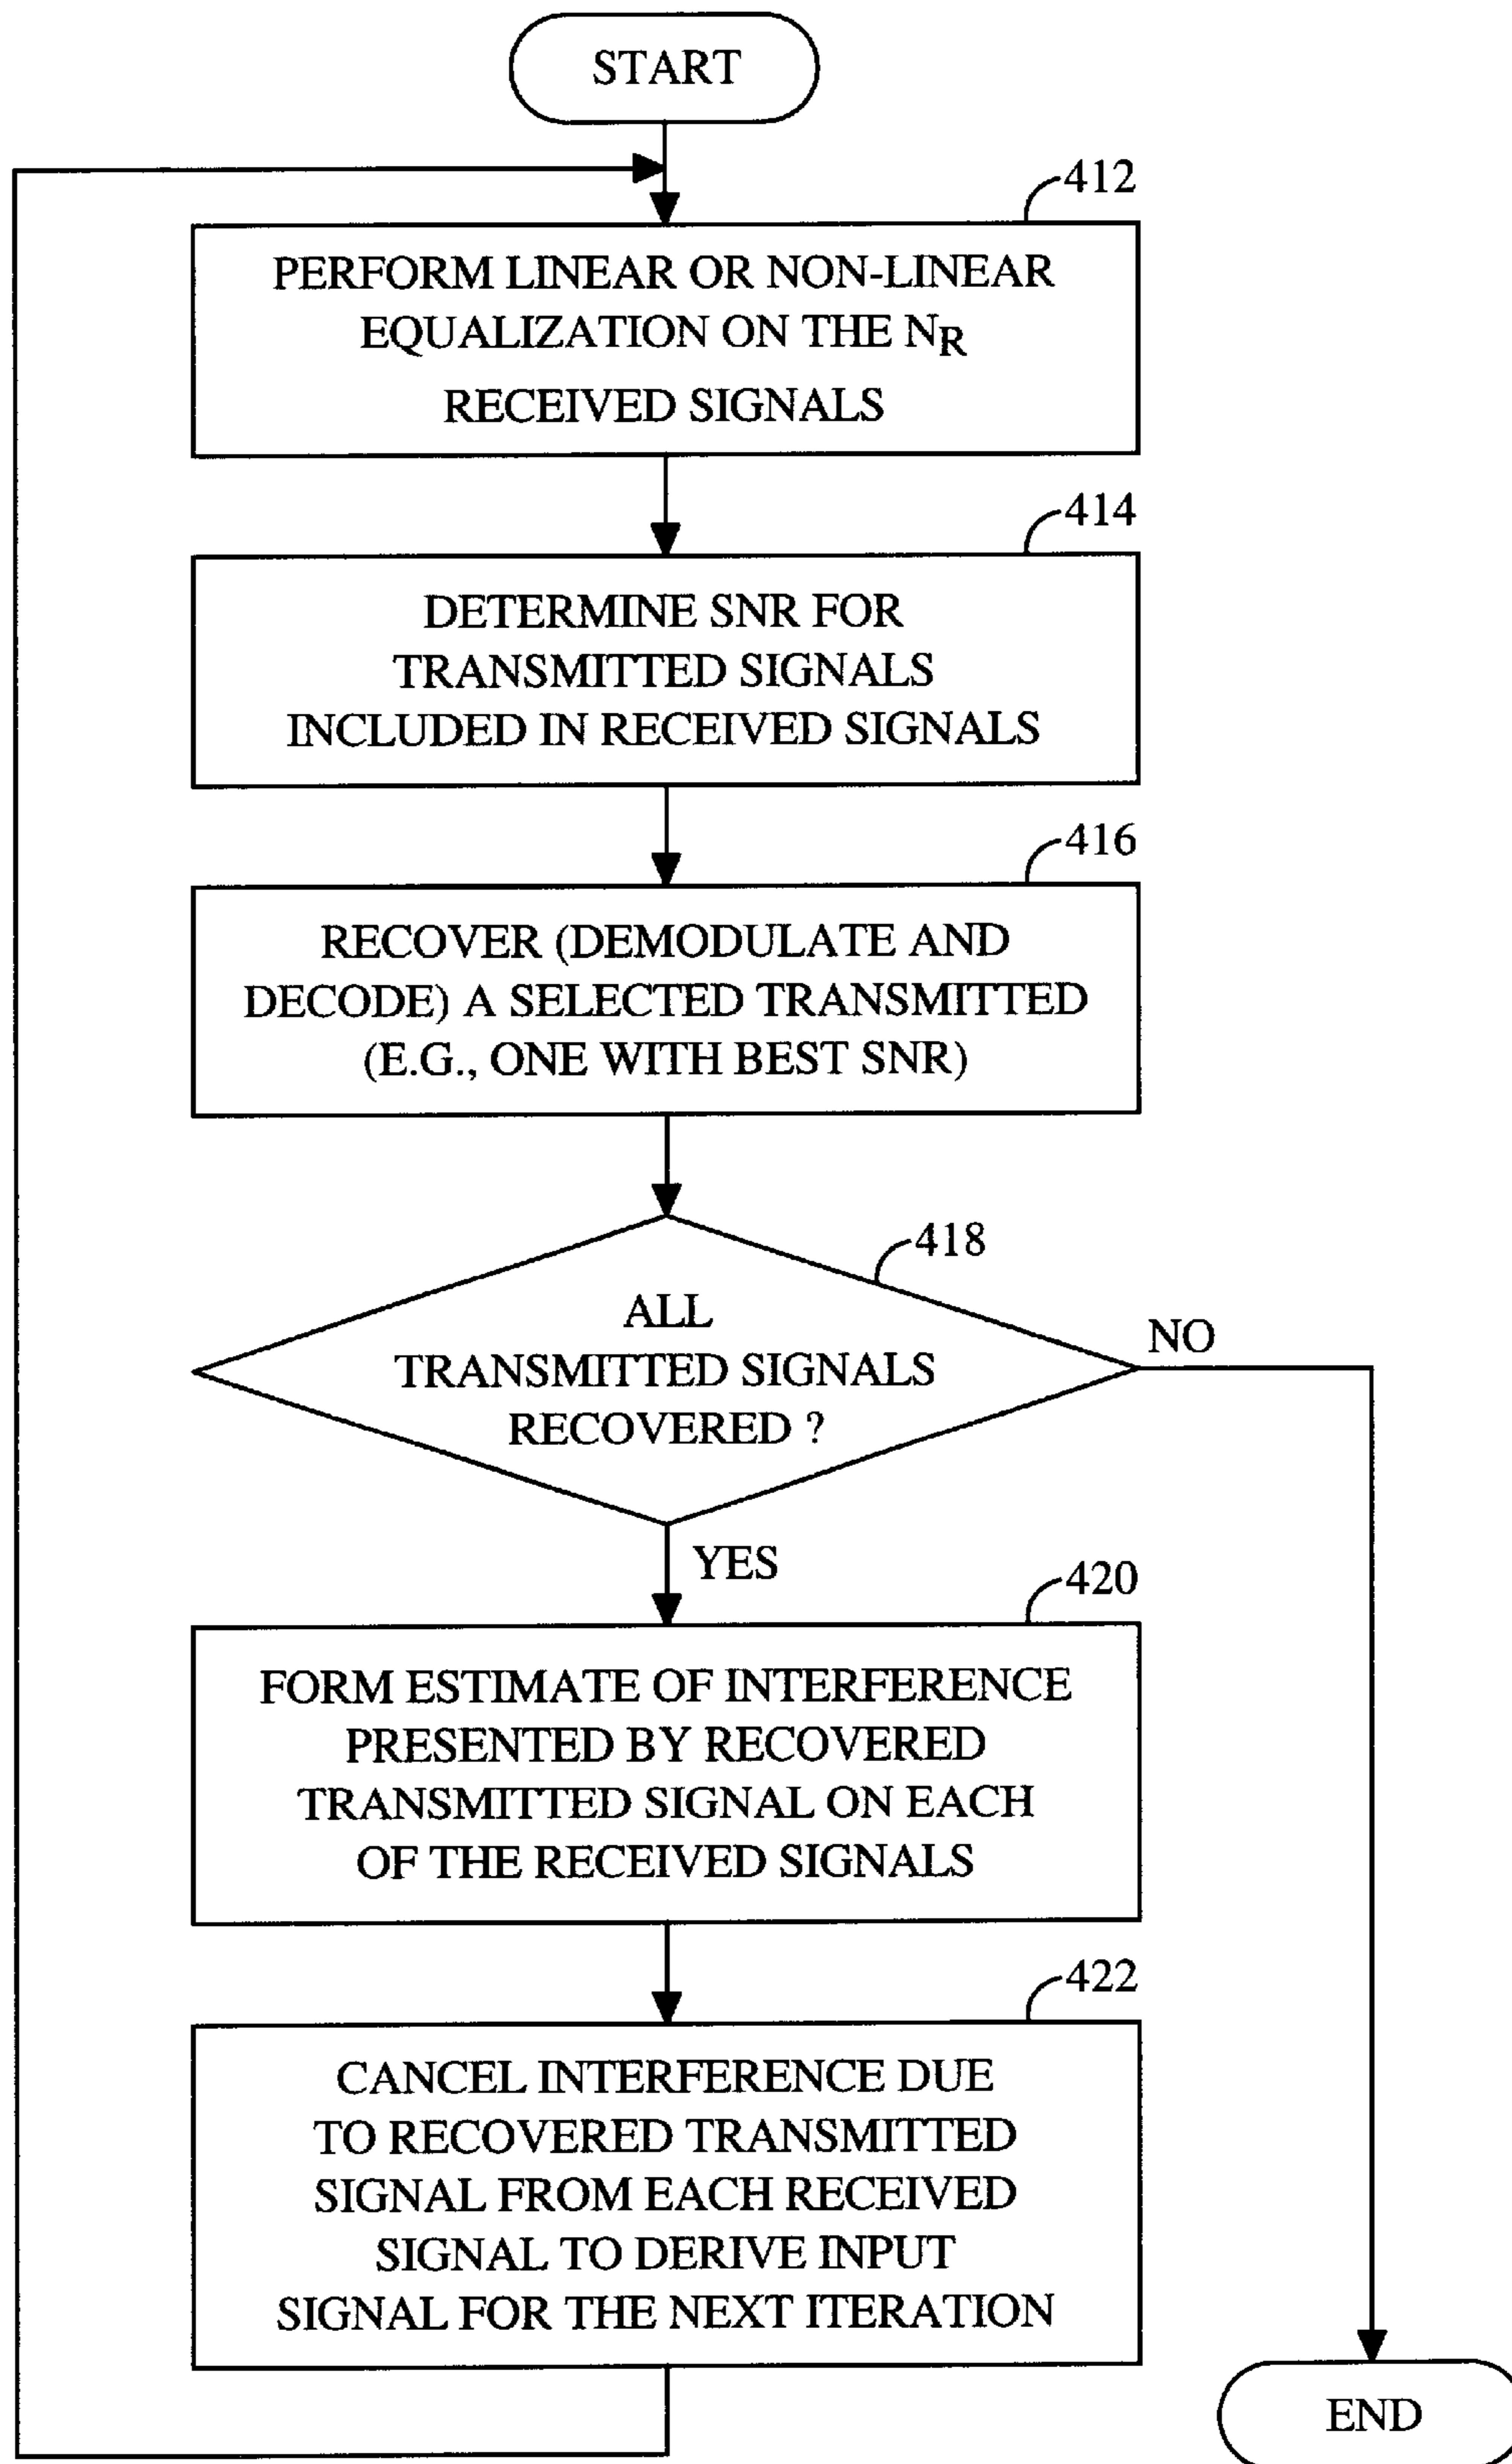 START
412
PERFORM LINEAR OR NON-LINEAR
EQUALIZATION ON THE NR
RECEIVED SIGNALS
414
DETERMINE SNR FOR
TRANSMITTED SIGNALS
INCLUDED IN RECEIVED SIGNALS
416
RECOVER (DEMODULATE AND
DECODE) A SELECTED TRANSMITTED
(E.G., ONE WITH BEST SNR)
418
ALL
TRANSMITTED SIGNALS
RECOVERED ?
NO
YES
420
FORM ESTIMATE OF INTERFERENCE
PRESENTED BY RECOVERED
TRANSMITTED SIGNAL ON EACH
OF THE RECEIVED SIGNALS
422
CANCEL INTERFERENCE DUE
TO RECOVERED TRANSMITTED
SIGNAL FROM EACH RECEIVED
SIGNAL TO DERIVE INPUT
SIGNAL FOR THE NEXT ITERATION
END